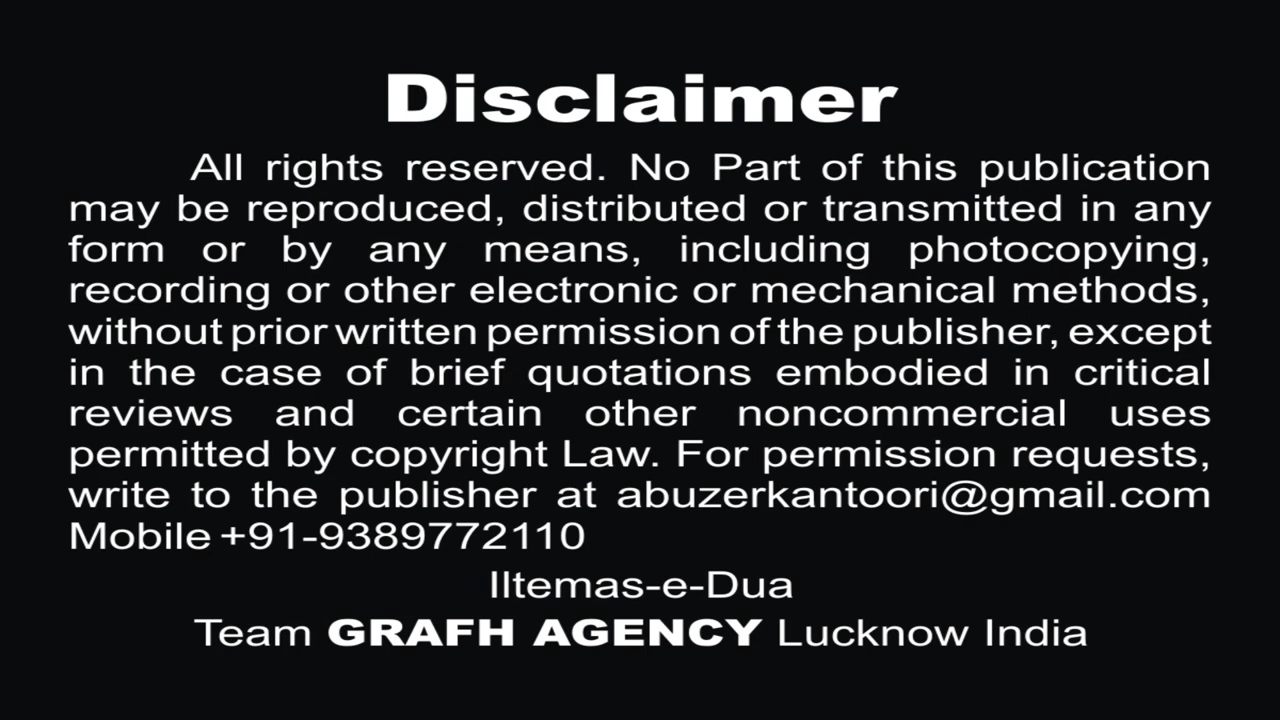 Disclaimer
All rights reserved. No Part of this publication
may be reproduced, distributed or transmitted in any
form or by any means, including photocopying,
recording or other electronic or mechanical methods,
without prior written permission of the publisher, except
in the case of brief quotations embodied in critical
reviews and certain other noncommercial uses
permitted by copyright Law. For permission requests,
write to the publisher at abuzerkantoori@gmail.com
Mobile +91-9389772110
Iltemas-e-Dua
Team GRAFH AGENCY Lucknow India